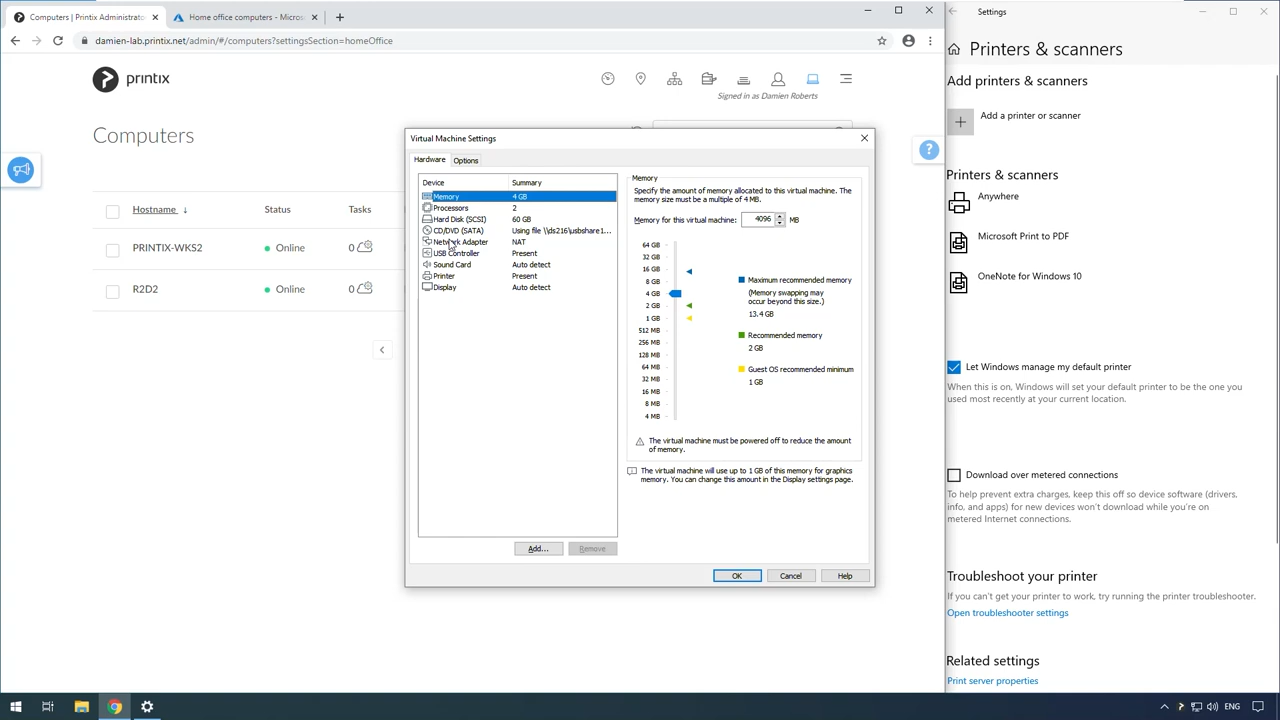 Computers | Printix Administrato
Home office computers - Micros
damien-lab.printix.net/admin/#/computers?settingsSection=homeOffice
printix
Signed in as Damien Roberts
Computers
Hostname ↓
Status
Tasks
PRINTIX-WKS2
Online
0
R2D2
Online
0
Virtual Machine Settings
Hardware
Options
Device
Summary
Memory
4 GB
Processors
2
Hard Disk (SCSI)
60 GB
CD/DVD (SATA)
Using file \\ds216\usbshare1...
Network Adapter
NAT
USB Controller
Present
Sound Card
Auto detect
Printer
Present
Display
Auto detect
Add...
Remove
Memory
Specify the amount of memory allocated to this virtual machine. The
memory size must be a multiple of 4 MB.
Memory for this virtual machine:
4096
MB
64 GB
32 GB
16 GB
8 GB
4 GB
2 GB
1 GB
512 MB
256 MB
128 MB
64 MB
32 MB
16 MB
8 MB
4 MB
Maximum recommended memory
(Memory swapping may
occur beyond this size.)
13.4 GB
Recommended memory
2 GB
Guest OS recommended minimum
1 GB
The virtual machine must be powered off to reduce the amount
of memory.
The virtual machine will use up to 1 GB of this memory for graphics
memory. You can change this amount in the Display settings page.
OK
Cancel
Help
Settings
Printers & scanners
Add printers & scanners
Add a printer or scanner
Printers & scanners
Anywhere
Microsoft Print to PDF
OneNote for Windows 10
Let Windows manage my default printer
When this is on, Windows will set your default printer to be the one you
used most recently at your current location.
Download over metered connections
To help prevent extra charges, keep this off so device software (drivers,
info, and apps) for new devices won't download while you're on
metered Internet connections.
Troubleshoot your printer
If you can't get your printer to work, try running the printer troubleshooter.
Open troubleshooter settings
Related settings
Print server properties
ENG